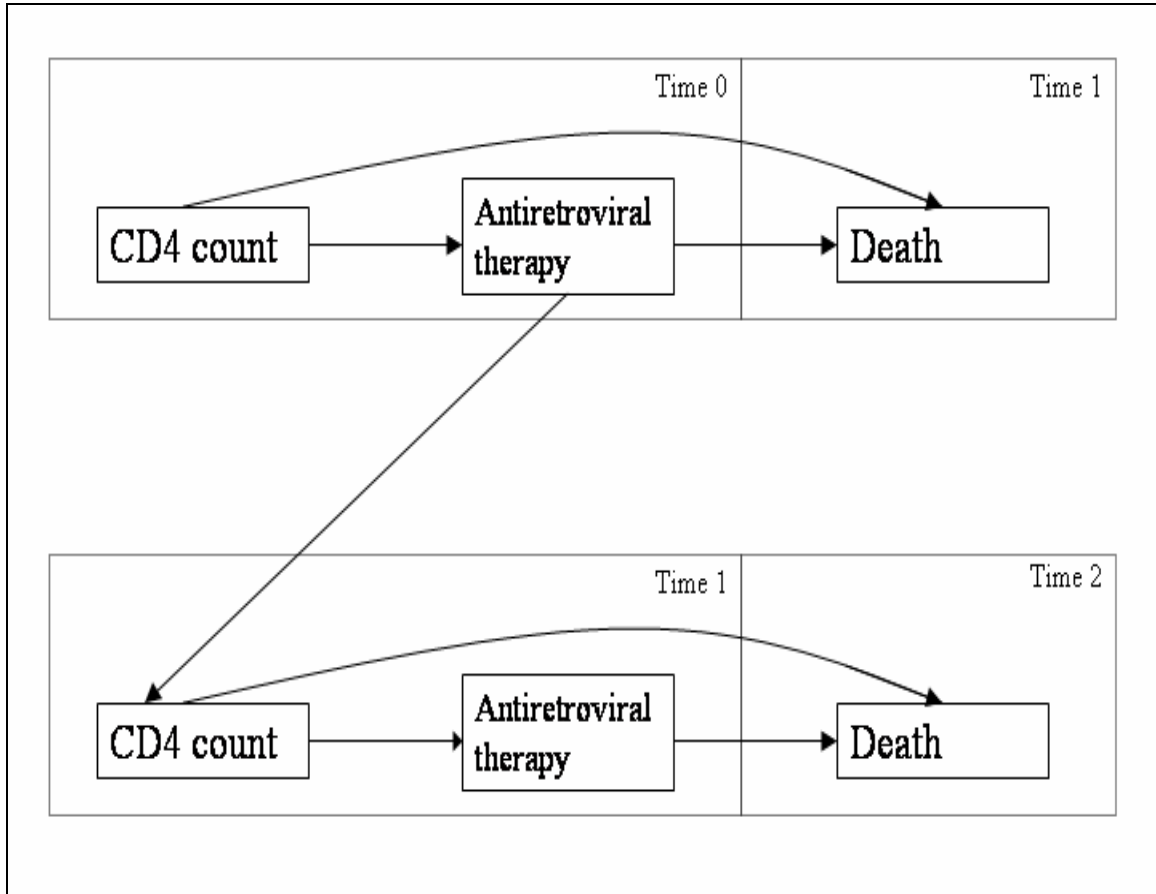 Time 0
Time 1
CD4 count
Antiretroviral
therapy
Death
Time 1
Time 2
CD4 count
Antiretroviral
therapy
Death